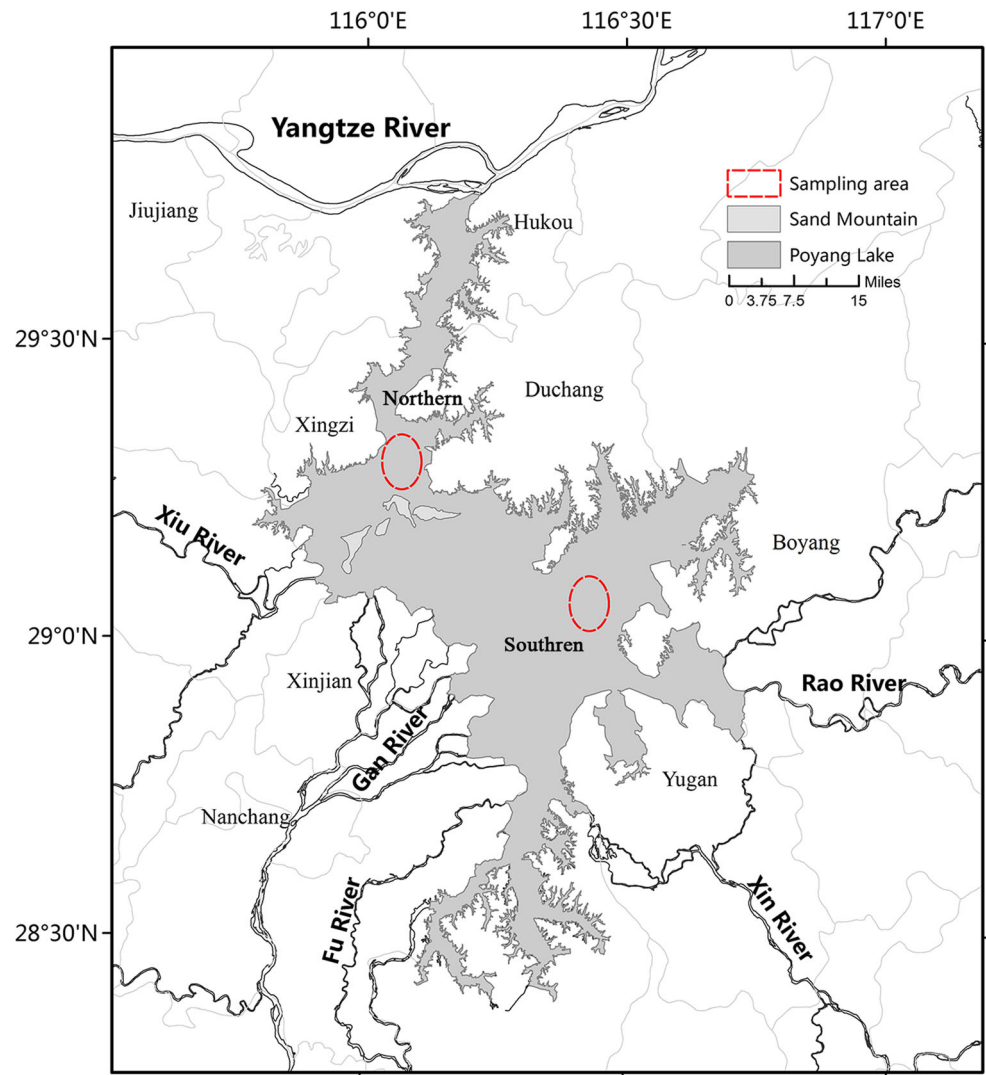 116°0'E 116°30'E 117°0'E
Yangtze River
Sampling area
Jiujiang
Sand Mountain
Hukou
Poyang Lake
Miles
0 3.75 7.5 15
29°30'N
Northern
Duchang
Xingzi
Xiu River
Boyang
29°0'N
Southren
Xinjian
Rao River
Gan River
Yugan
Nanchang
Xin River
Fu River
28°30'N